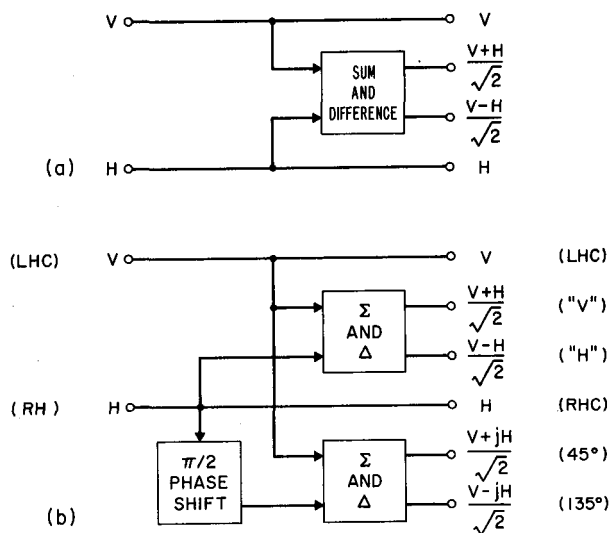 V V
V+H
√2
SUM
AND
DIFFERENCE
V−H
√2
(a) H H
(LHC) V V (LHC)
V+H
√2
("V")
Σ
AND
Δ
V−H
√2
("H")
(RH) H H (RHC)
π/2
PHASE
SHIFT
V+jH
√2
(45°)
Σ
AND
Δ
V−jH
√2
(135°)
(b)